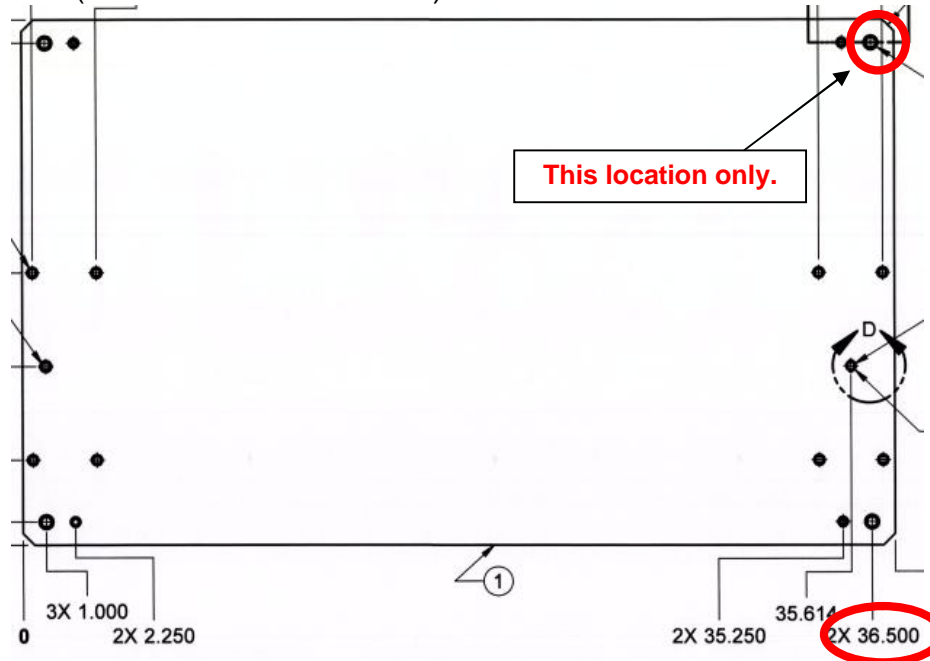 This location only.
D
1
3X 1.000
35.614
0
2X 2.250
2X 35.250
2X 36.500